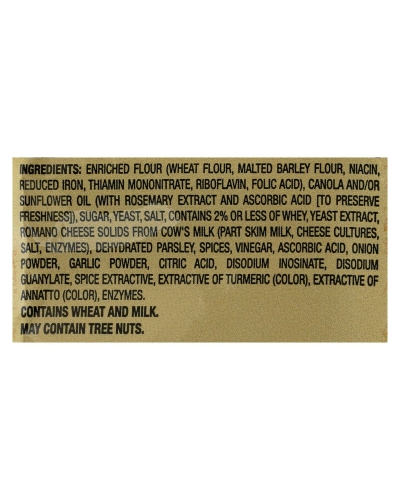 INGREDIENTS: ENRICHED FLOUR (WHEAT FLOUR, MALTED BARLEY FLOUR, NIACIN,
REDUCED IRON, THIAMIN MONONITRATE, RIBOFLAVIN, FOLIC ACID), CANOLA AND/OR
SUNFLOWER OIL (WITH ROSEMARY EXTRACT AND ASCORBIC ACID [TO PRESERVE
FRESHNESS]), SUGAR, YEAST, SALT, CONTAINS 2% OR LESS OF WHEY, YEAST EXTRACT,
ROMANO CHEESE SOLIDS FROM COW'S MILK (PART SKIM MILK, CHEESE CULTURES,
SALT, ENZYMES), DEHYDRATED PARSLEY, SPICES, VINEGAR, ASCORBIC ACID, ONION
POWDER, GARLIC POWDER, CITRIC ACID, DISODIUM INOSINATE, DISODIUM
GUANYLATE, SPICE EXTRACTIVE, EXTRACTIVE OF TURMERIC (COLOR), EXTRACTIVE OF
ANNATTO (COLOR), ENZYMES.
CONTAINS WHEAT AND MILK.
MAY CONTAIN TREE NUTS.